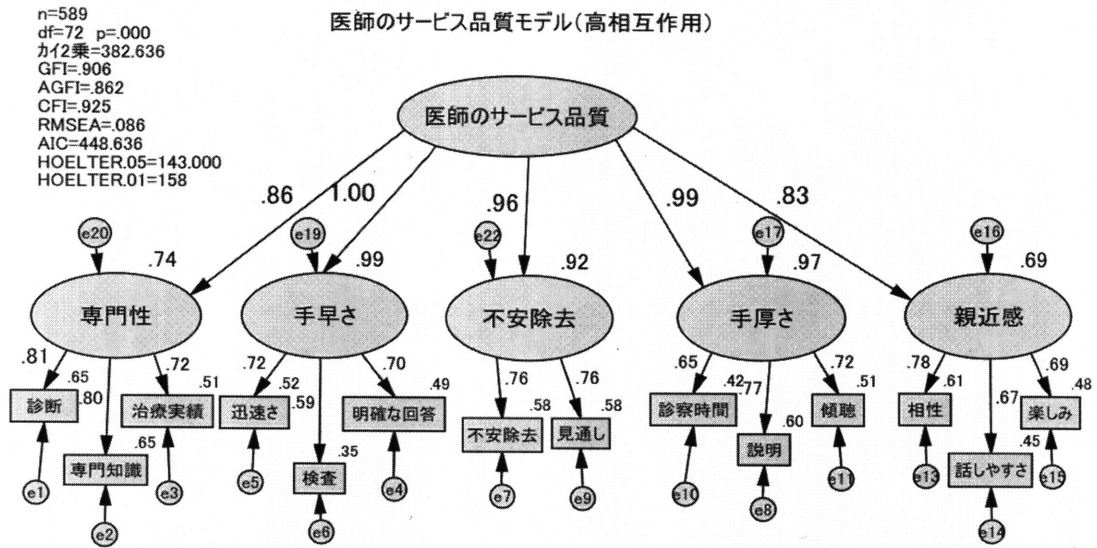 n=589
df=72 p=.000
カイ2乗=382.636
GFI=.906
AGFI=.862
CFI=.925
RMSEA=.086
AIC=448.636
HOELTER.05=143.000
HOELTER.01=158
医師のサービス品質モデル(高相互作用)
医師のサービス品質
.86
1.00
.96
.99
.83
e20
e19
e22
e17
e16
.74
.99
.92
.97
.69
専門性
手早さ
不安除去
手厚さ
親近感
.81
.65
.80
.72
.51
.72
.52
.59
.70
.49
.76
.58
.76
.58
.65
.42
.77
.72
.51
.78
.61
.67
.69
.48
診断
治療実績
迅速さ
明確な回答
不安除去
見通し
診察時間
傾聴
相性
楽しみ
.65
専門知識
.35
検査
.60
説明
.45
話しやすさ
e1
e2
e3
e5
e6
e4
e7
e9
e10
e8
e11
e13
e14
e15